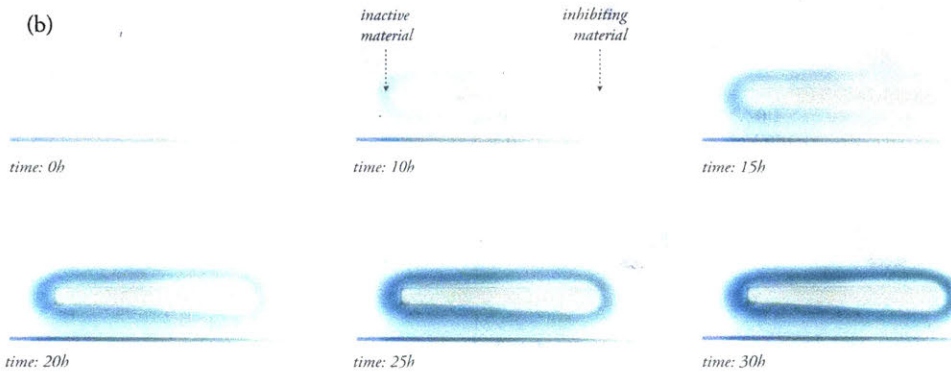 (b)
inactive
material
inhibiting
material
time: 0h
time: 10h
time: 15h
time: 20h
time: 25h
time: 30h